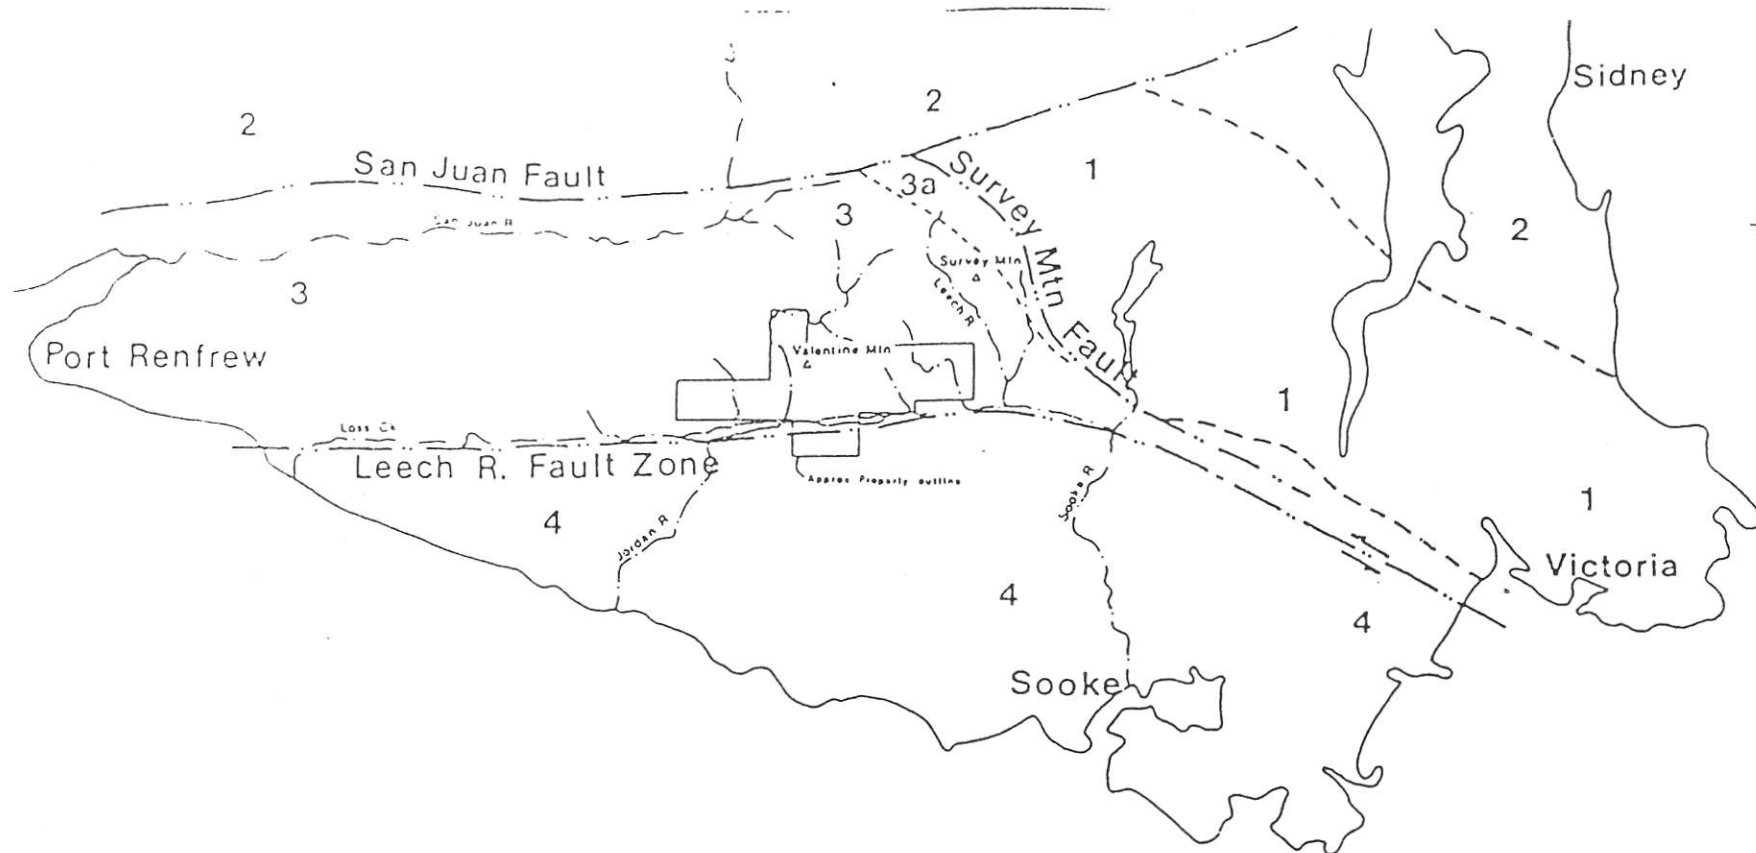 Sidney
2
2
San Juan Fault
Survey Mtn Fault
1
3a
San Juan R
3
2
Survey Mtn
Leech R
3
Port Renfrew
Valentine Mtn
1
Loss Ck
Leech R. Fault Zone
Approx Property outline
Sooke R
1
4
Jordan R
Victoria
4
4
Sooke